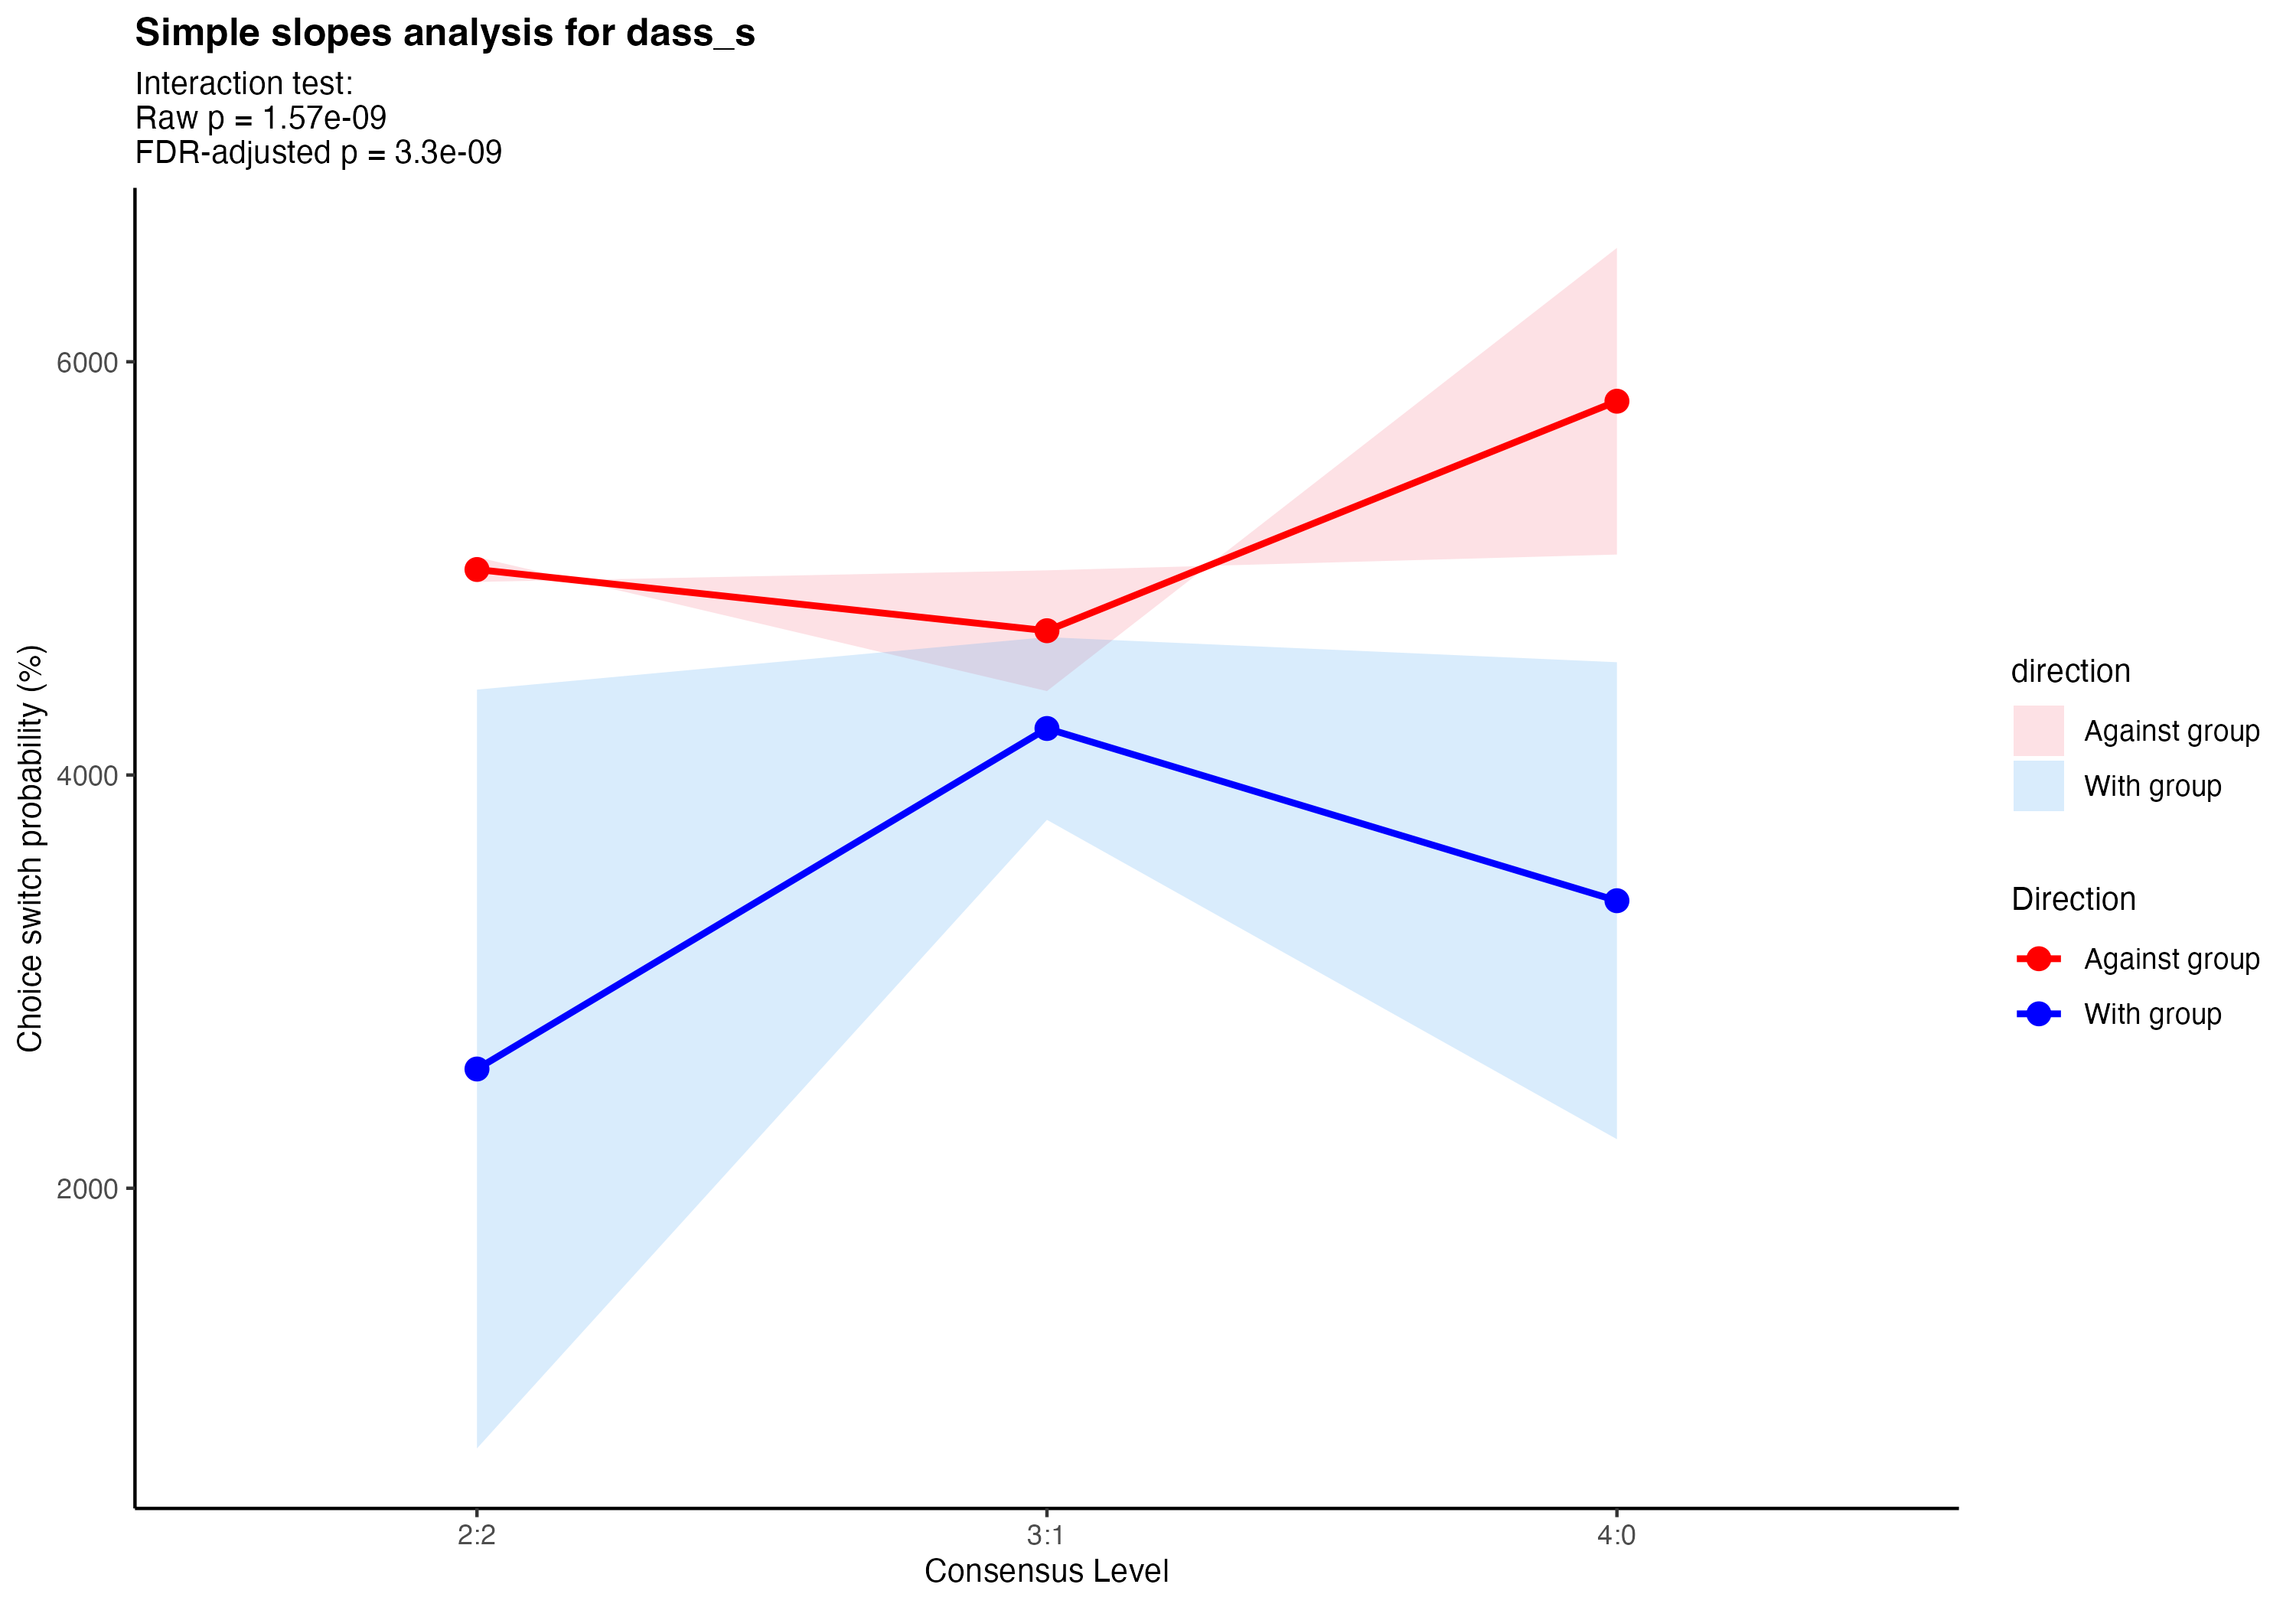 Simple slopes analysis for dass_s
Interaction test:
Raw p = 1.57e-09
FDR-adjusted p = 3.3e-09
Choice switch probability (%)
6000
4000
2000
2:2
3:1
4:0
Consensus Level
direction
Against group
With group
Direction
Against group
With group